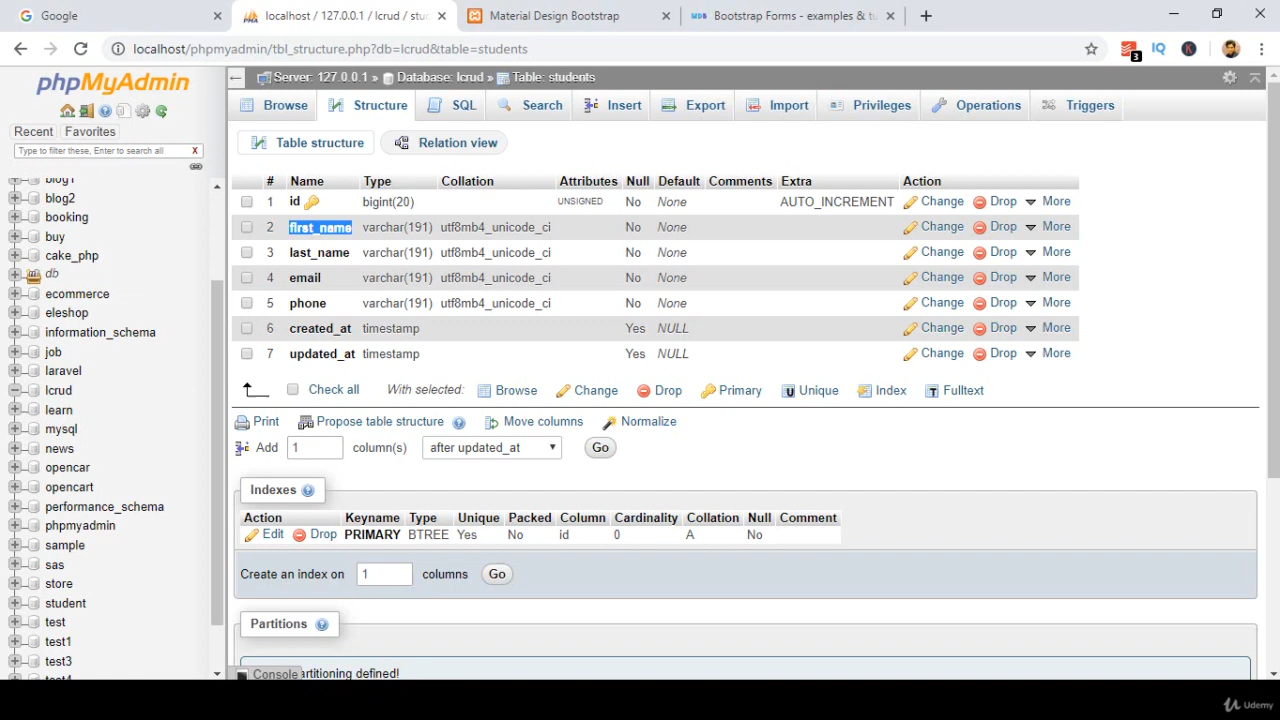 Google
localhost / 127.0.0.1 / lcrud / stu
Material Design Bootstrap
MDB Bootstrap Forms - examples & tu
localhost/phpmyadmin/tbl_structure.php?db=lcrud&table=students
3
IQ
K
phpMyAdmin
Recent Favorites
Type to filter these, Enter to search all X
blog1
blog2
booking
buy
cake_php
db
ecommerce
eleshop
information_schema
job
laravel
lcrud
learn
mysql
news
opencar
opencart
performance_schema
phpmyadmin
sample
sas
store
student
test
test1
test3
test4
Server: 127.0.0.1 » Database: lcrud » Table: students
Browse Structure SQL Search Insert Export Import Privileges Operations Triggers
Table structure Relation view
# Name Type Collation Attributes Null Default Comments Extra Action
1 id bigint(20) UNSIGNED No None AUTO_INCREMENT Change Drop More
2 first_name varchar(191) utf8mb4_unicode_ci No None Change Drop More
3 last_name varchar(191) utf8mb4_unicode_ci No None Change Drop More
4 email varchar(191) utf8mb4_unicode_ci No None Change Drop More
5 phone varchar(191) utf8mb4_unicode_ci No None Change Drop More
6 created_at timestamp Yes NULL Change Drop More
7 updated_at timestamp Yes NULL Change Drop More
Check all With selected: Browse Change Drop Primary Unique Index Fulltext
Print Propose table structure Move columns Normalize
Add 1 column(s) after updated_at Go
Indexes
Action Keyname Type Unique Packed Column Cardinality Collation Null Comment
Edit Drop PRIMARY BTREE Yes No id 0 A No
Create an index on 1 columns Go
Partitions
Console artitioning defined!
Udemy